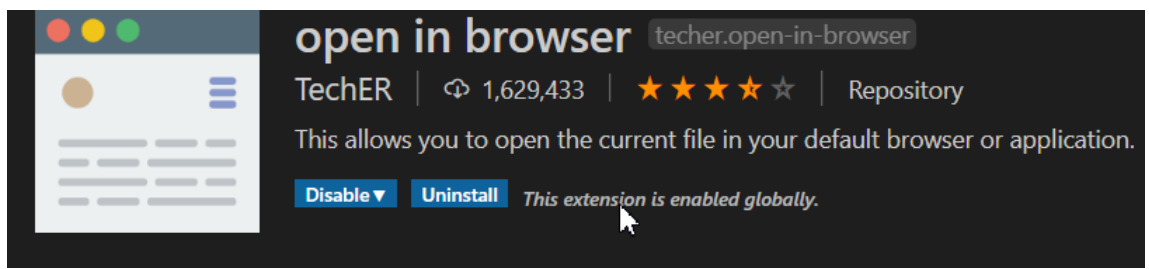 open in browser techer.open-in-browser
TechER 1,629,433 Repository
This allows you to open the current file in your default browser or application.
Disable▼ Uninstall This extension is enabled globally.